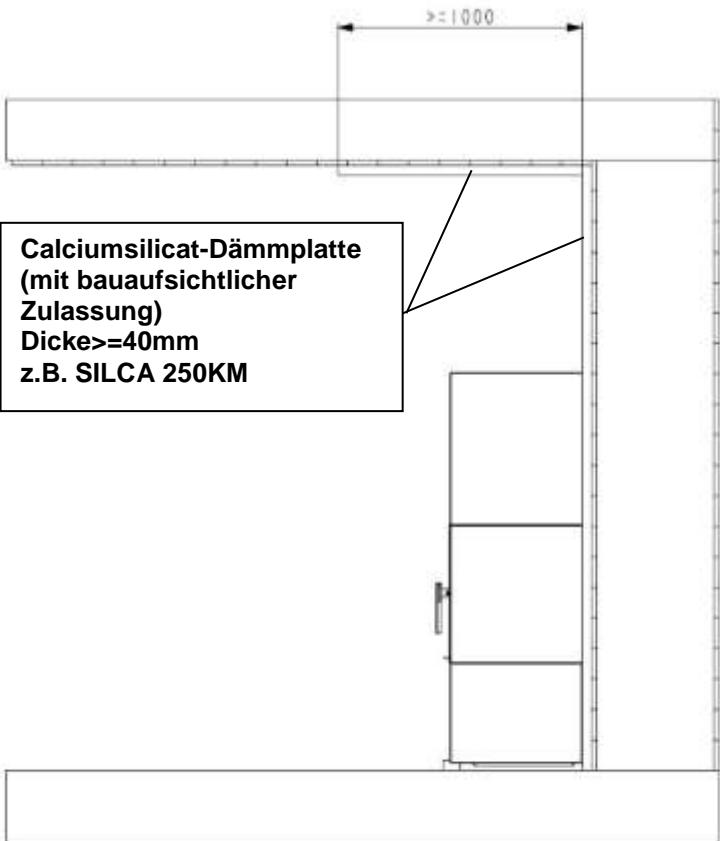 >=1000
Calciumsilicat-Dämmplatte
(mit bauaufsichtlicher
Zulassung)
Dicke>=40mm
z.B. SILCA 250KM